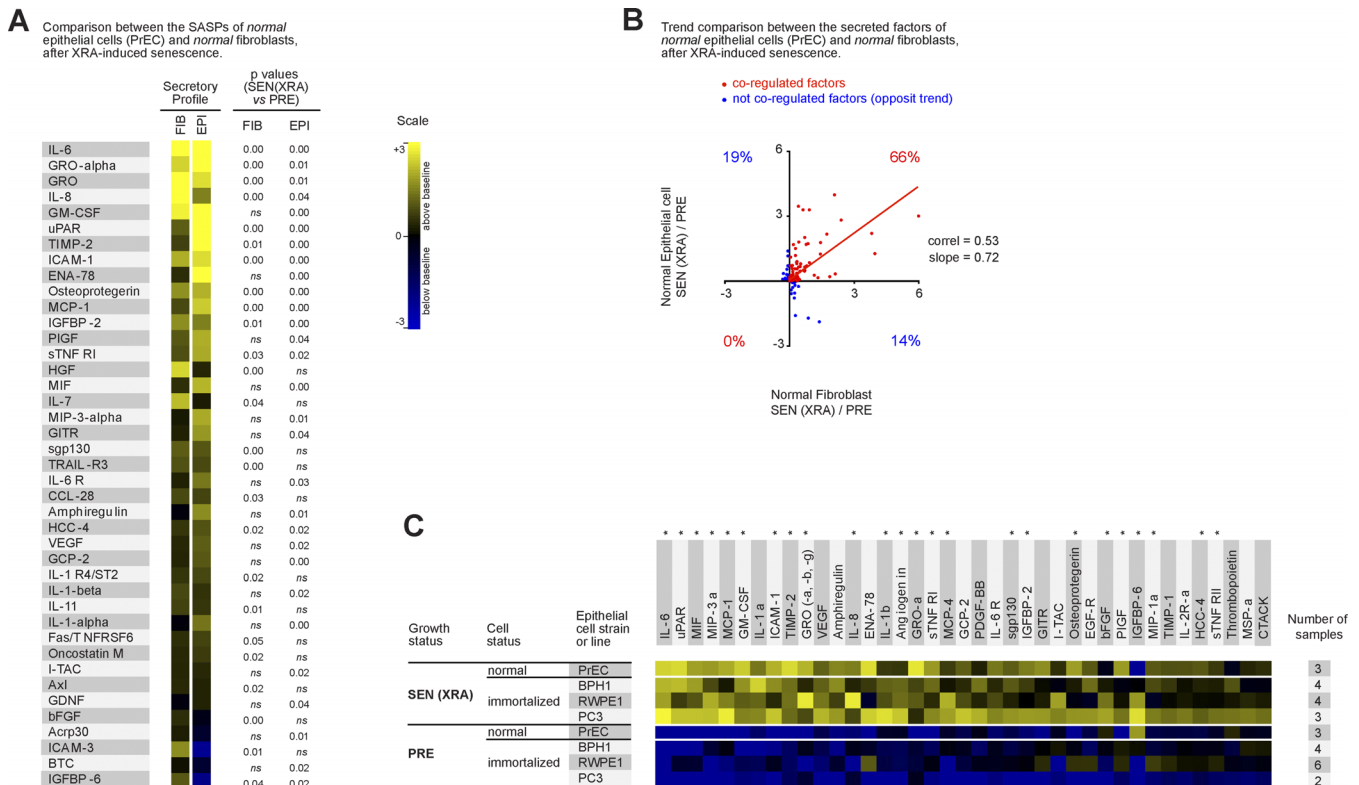 A
Comparison between the SASPs of normal
epithelial cells (PrEC) and normal fibroblasts,
after XRA-induced senescence.
Secretory
Profile
p values
(SEN(XRA)
vs PRE)
FIB
EPI
FIB EPI
IL-6 0.00 0.00
GRO-alpha 0.00 0.01
GRO 0.00 0.01
IL-8 0.00 0.04
GM-CSF ns 0.00
uPAR 0.00 0.00
TIMP-2 0.01 0.00
ICAM-1 0.00 0.00
ENA-78 ns 0.00
Osteoprotegerin 0.00 0.00
MCP-1 0.00 0.00
IGFBP-2 0.01 0.00
PIGF ns 0.04
sTNF RI 0.03 0.02
HGF 0.00 ns
MIF ns 0.00
IL-7 0.04 ns
MIP-3-alpha ns 0.01
GITR ns 0.04
sgp130 0.00 ns
TRAIL-R3 0.00 ns
IL-6 R ns 0.03
CCL-28 0.03 ns
Amphiregulin ns 0.01
HCC-4 0.02 0.02
VEGF ns 0.02
GCP-2 ns 0.00
IL-1 R4/ST2 0.02 ns
IL-1-beta ns 0.02
IL-11 0.01 ns
IL-1-alpha ns 0.00
Fas/TNFRSF6 0.05 ns
Oncostatin M 0.02 ns
I-TAC ns 0.02
Axl 0.02 ns
GDNF ns 0.04
bFGF 0.00 ns
Acrp30 ns 0.01
ICAM-3 0.01 ns
BTC ns 0.02
IGFBP-6 0.04 0.02
Scale
+3
0
-3
above baseline
below baseline
B
Trend comparison between the secreted factors of
normal epithelial cells (PrEC) and normal fibroblasts,
after XRA-induced senescence.
• co-regulated factors
• not co-regulated factors (opposit trend)
19%
6
66%
3
correl = 0.53
slope = 0.72
-3
3
6
0%
-3
14%
Normal Epithelial cell
SEN (XRA) / PRE
Normal Fibroblast
SEN (XRA) / PRE
C
* * * * * * * * * * * * * * * * * * * * * * * *
IL-6
uPAR
MIF
MIP-3 a
MCP-1
GM-CSF
IL-1 a
ICAM-1
TIMP-2
GRO (-a, -b, -g)
VEGF
Amphiregulin
IL-8
ENA-78
IL-1b
Angiogen in
GRO-a
sTNF RI
MCP-4
GCP-2
PDGF-BB
IL-6 R
sgp130
IGFBP-2
GITR
I-TAC
Osteoprotegerin
EGF-R
bFGF
PIGF
IGFBP-6
MIP-1a
TIMP-1
IL-2R-a
HCC-4
sTNF RII
Thrombopoietin
MSP-a
CTACK
Growth
status
Cell
status
Epithelial
cell strain
or line
Number of
samples
SEN (XRA)
normal PrEC 3
immortalized
BPH1 4
RWPE1 4
PC3 3
PRE
normal PrEC 3
immortalized
BPH1 4
RWPE1 6
PC3 2